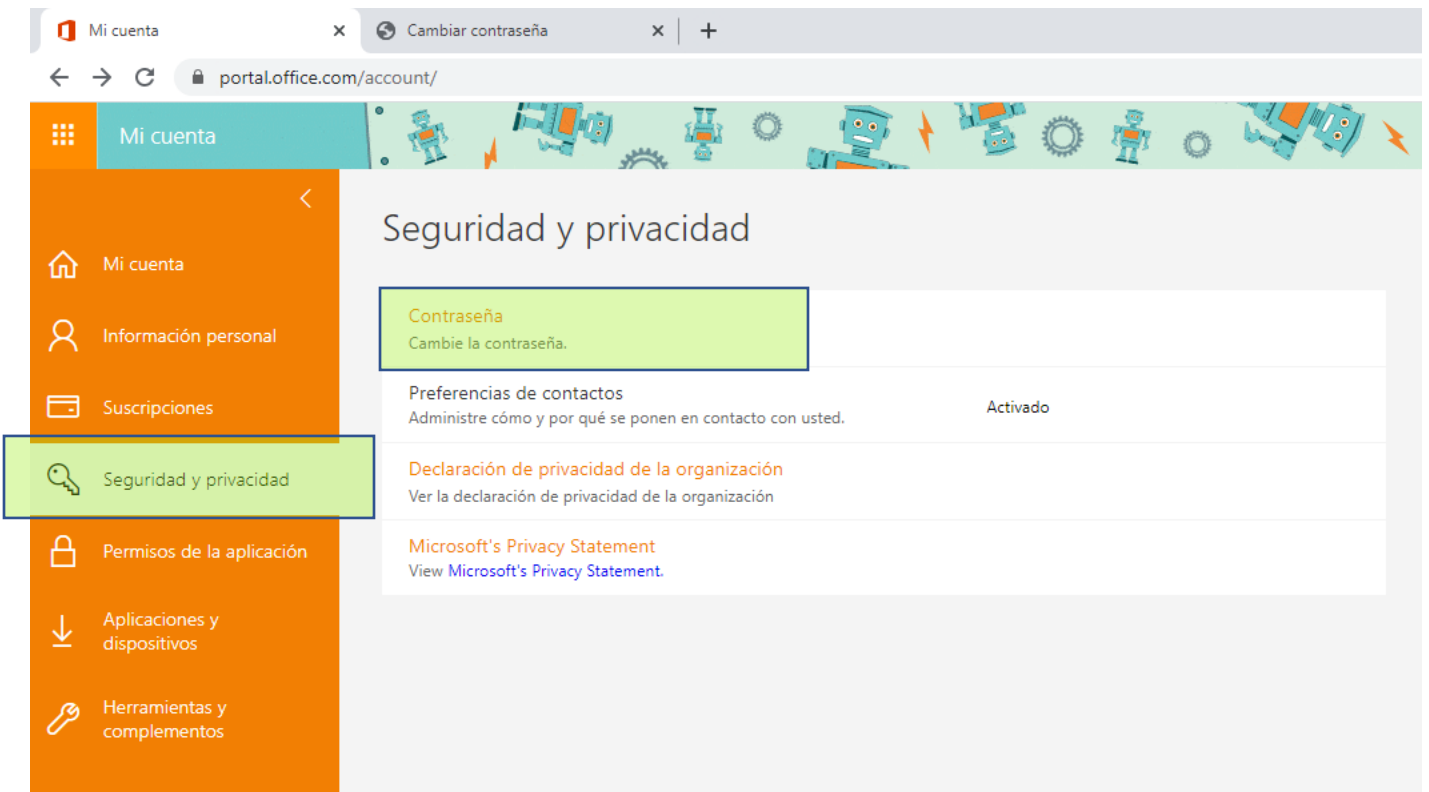 Mi cuenta
Cambiar contraseña
portal.office.com/account/
Mi cuenta
Mi cuenta
Información personal
Suscripciones
Seguridad y privacidad
Permisos de la aplicación
Aplicaciones y
dispositivos
Herramientas y
complementos
Seguridad y privacidad
Contraseña
Cambie la contraseña.
Preferencias de contactos
Administre cómo y por qué se ponen en contacto con usted.
Activado
Declaración de privacidad de la organización
Ver la declaración de privacidad de la organización
Microsoft's Privacy Statement
View Microsoft's Privacy Statement.